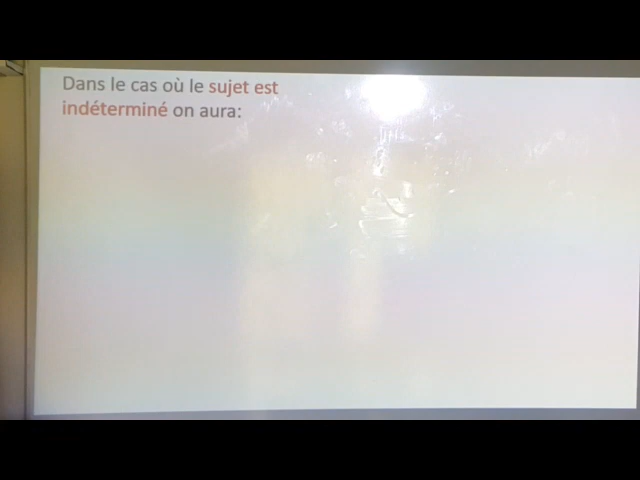 Dans le cas où le sujet est
indéterminé on aura: